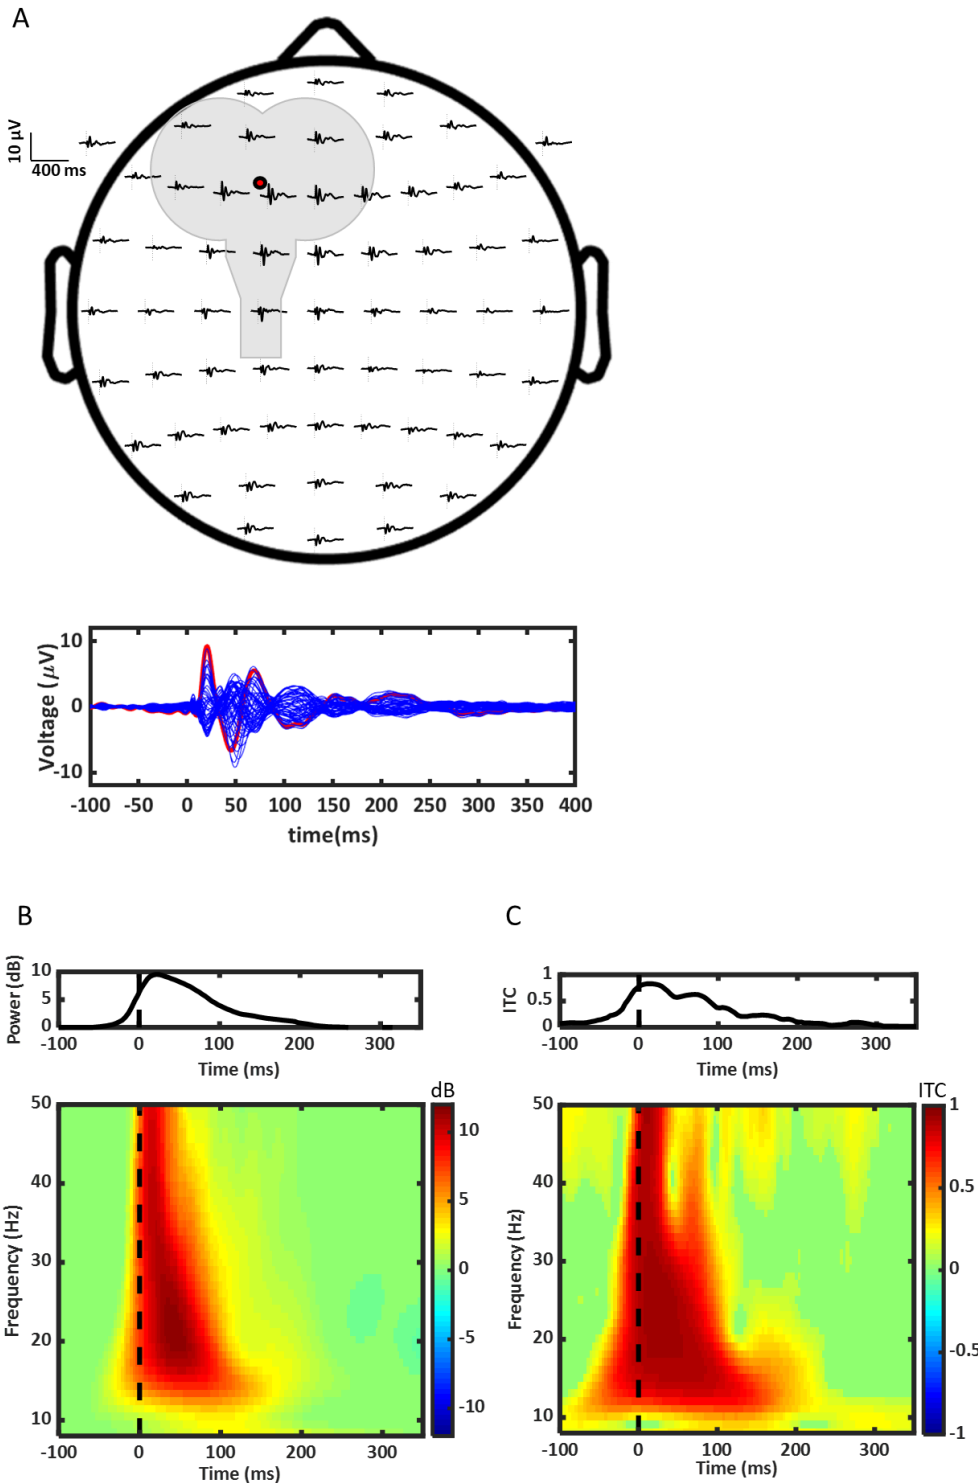 A
10 µV
400 ms
Voltage (µV)
10
0
-10
-100 -50 0 50 100 150 200 250 300 350 400
time(ms)
B
Power (dB)
10
5
0
-100 0 100 200 300
Time (ms)
dB
Frequency (Hz)
50
40
30
20
10
-100 0 100 200 300
Time (ms)
10
5
0
-5
-10
C
ITC
1
0.5
0
-100 0 100 200 300
Time (ms)
ITC
Frequency (Hz)
50
40
30
20
10
-100 0 100 200 300
Time (ms)
1
0.5
0
-0.5
-1